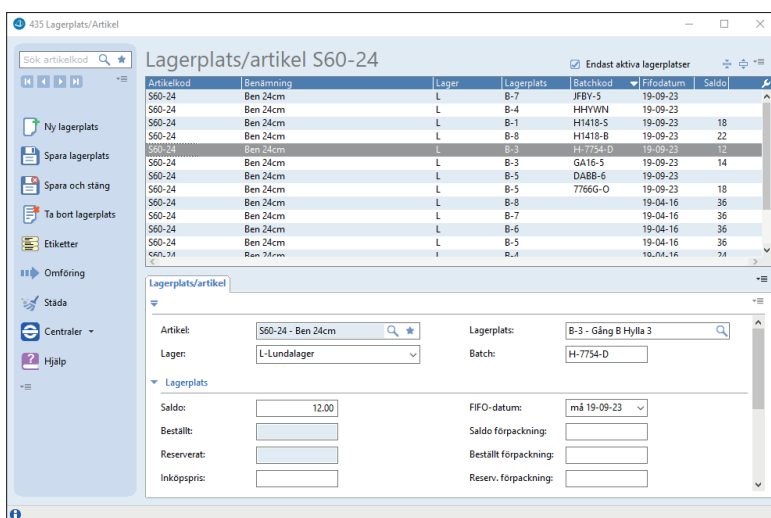 435 Lagerplats/Artikel
Sök artikelkod
Ny lagerplats
Spara lagerplats
Spara och stäng
Ta bort lagerplats
Etiketter
Omföring
Städa
Centraler
Hjälp
Lagerplats/artikel S60-24
Endast aktiva lagerplatser
Artikelkod Benämning Lager Lagerplats Batchkod Fifodatum Saldo
S60-24 Ben 24cm L B-7 JFBY-5 19-09-23
S60-24 Ben 24cm L B-4 HHYWN 19-09-23
S60-24 Ben 24cm L B-1 H1418-S 19-09-23 18
S60-24 Ben 24cm L B-8 H1418-B 19-09-23 22
S60-24 Ben 24cm L B-3 H-7754-D 19-09-23 12
S60-24 Ben 24cm L B-3 GA16-5 19-09-23 14
S60-24 Ben 24cm L B-5 DABB-6 19-09-23
S60-24 Ben 24cm L B-5 7766G-O 19-09-23 18
S60-24 Ben 24cm L B-8 19-04-16 36
S60-24 Ben 24cm L B-7 19-04-16 36
S60-24 Ben 24cm L B-6 19-04-16 36
S60-24 Ben 24cm L B-5 19-04-16 36
S60-24 Ben 24cm L B-4 19-04-16 24
Lagerplats/artikel
Artikel: S60-24 - Ben 24cm Lagerplats: B-3 - Gång B Hylla 3
Lager: L-Lundalager Batch: H-7754-D
Lagerplats
Saldo: 12.00 FIFO-datum: må 19-09-23
Beställt: Saldo förpackning:
Reserverat: Beställt förpackning:
Inköpspris: Reserv. förpackning: